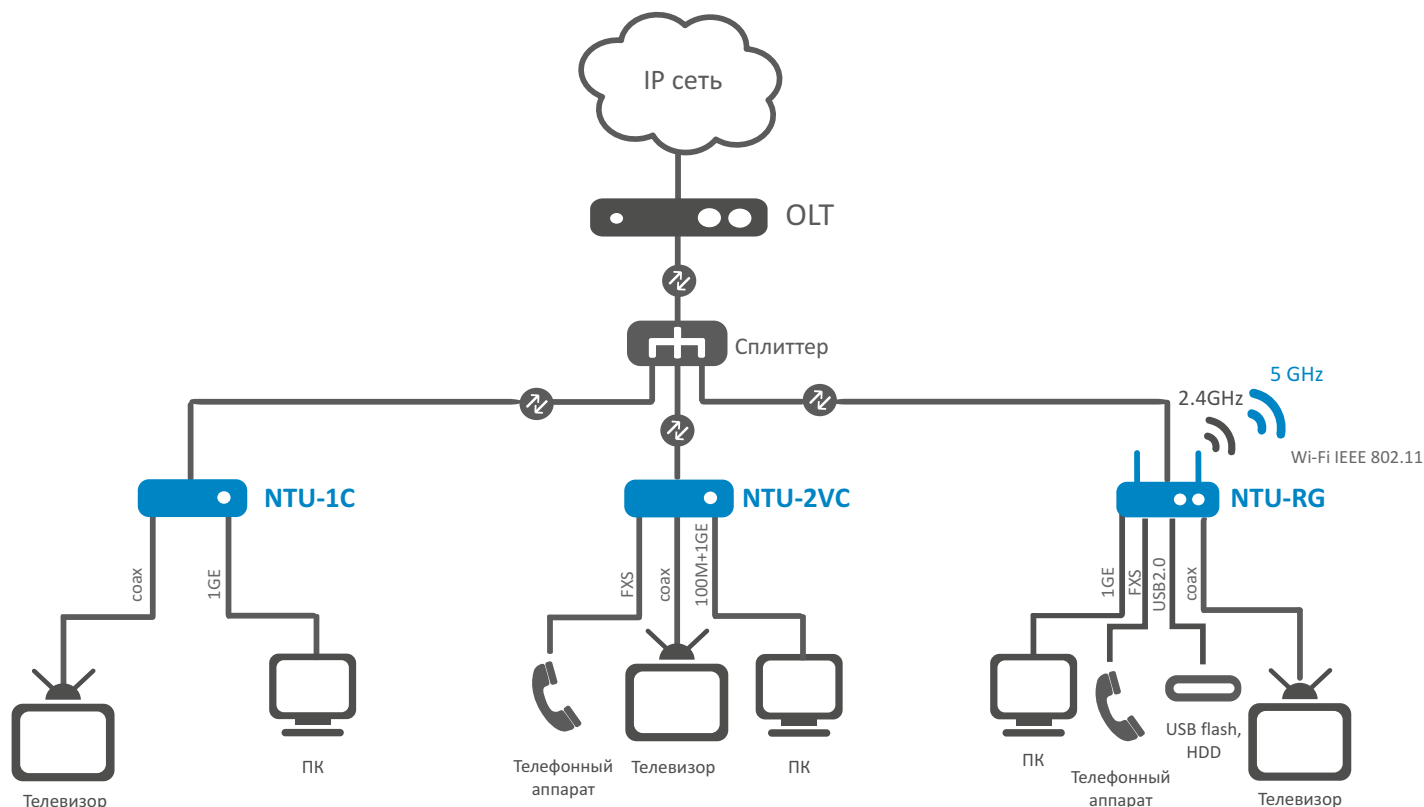 IP сеть
OLT
Сплиттер
5 GHz
2.4GHz
Wi-Fi IEEE 802.11
NTU-1C
NTU-2VC
NTU-RG
coax
1GE
FXS
coax
100M+1GE
1GE
FXS
USB2.0
coax
Телевизор
ПК
Телефонный
аппарат
Телевизор
ПК
ПК
Телефонный
аппарат
USB flash,
HDD
Телевизор